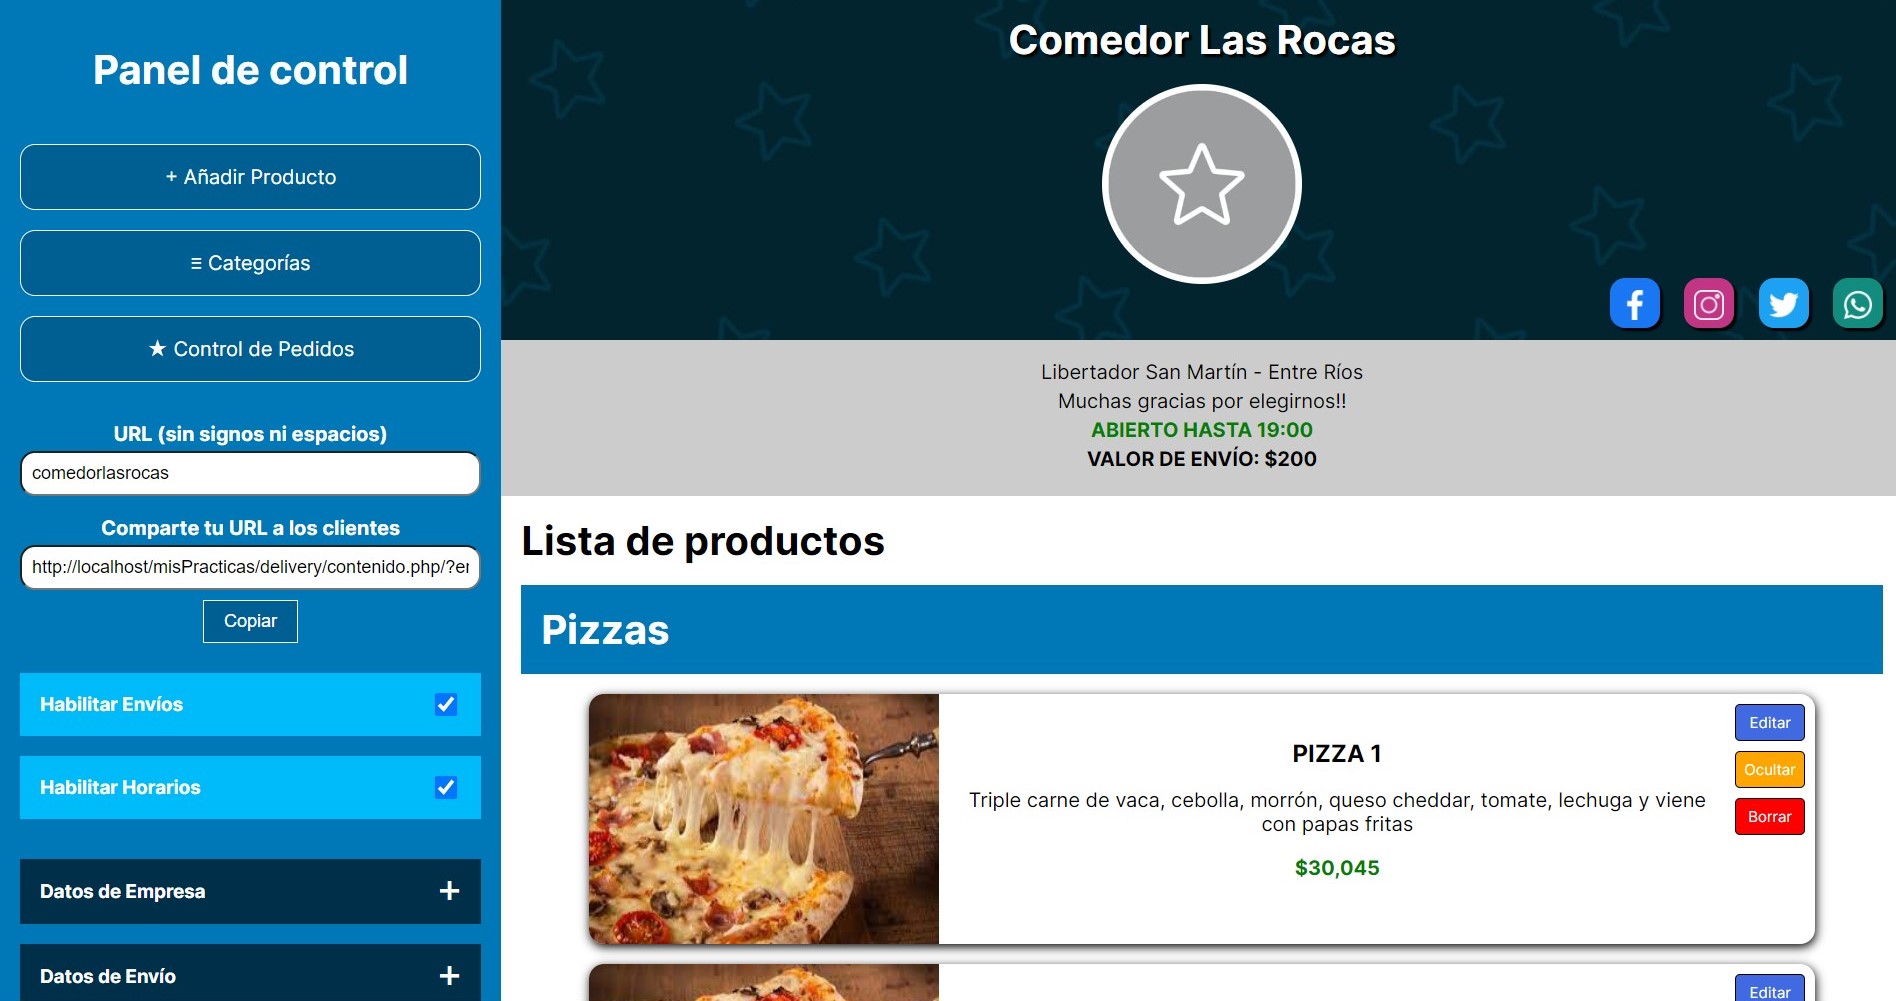 Panel de control
+ Añadir Producto
≡ Categorías
★ Control de Pedidos
URL (sin signos ni espacios)
comedorlasrocas
Comparte tu URL a los clientes
http://localhost/misPracticas/delivery/contenido.php/?er
Copiar
Habilitar Envíos
Habilitar Horarios
Datos de Empresa
Datos de Envío
Comedor Las Rocas
Libertador San Martín - Entre Ríos
Muchas gracias por elegirnos!!
ABIERTO HASTA 19:00
VALOR DE ENVÍO: $200
Lista de productos
Pizzas
PIZZA 1
Triple carne de vaca, cebolla, morrón, queso cheddar, tomate, lechuga y viene
con papas fritas
$30,045
Editar
Ocultar
Borrar
Editar